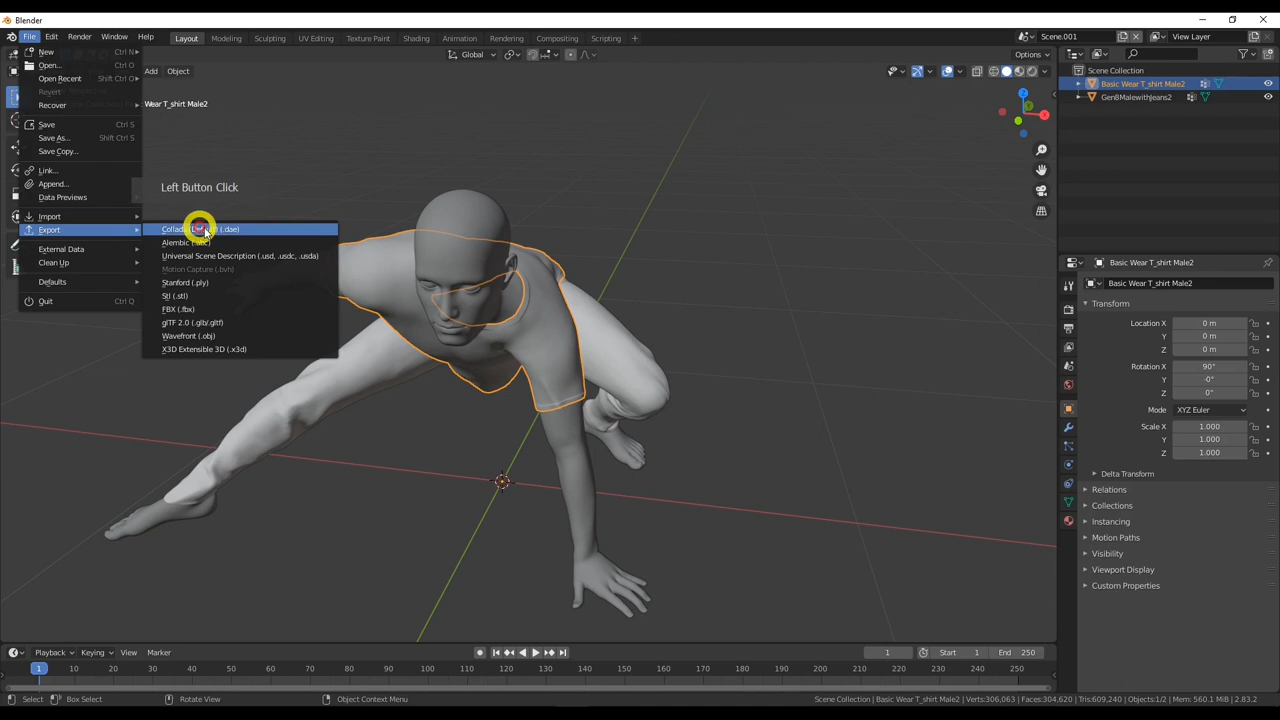 Blender
File Edit Render Window Help Layout Modeling Sculpting UV Editing Texture Paint Shading Animation Rendering Compositing Scripting Scene.001 View Layer
Global Options
Add Object
Wear T_shirt Male2
New Ctrl N
Open... Ctrl O
Open Recent Shift Ctrl O
Revert
Recover
Save Ctrl S
Save As... Shift Ctrl S
Save Copy...
Link...
Append...
Data Previews
Import
Export
External Data
Clean Up
Defaults
Quit Ctrl Q
Left Button Click
Collada (Default) (.dae)
Alembic (.abc)
Universal Scene Description (.usd, .usdc, .usda)
Motion Capture (.bvh)
Stanford (.ply)
Stl (.stl)
FBX (.fbx)
glTF 2.0 (.glb/.gltf)
Wavefront (.obj)
X3D Extensible 3D (.x3d)
Z
X
Scene Collection
Basic Wear T_shirt Male2
Gen8MalewithJeans2
Basic Wear T_shirt Male2
Basic Wear T_shirt Male2
Transform
Location X 0 m
Y 0 m
Z 0 m
Rotation X 90°
Y -0°
Z 0°
Mode XYZ Euler
Scale X 1.000
Y 1.000
Z 1.000
Delta Transform
Relations
Collections
Instancing
Motion Paths
Visibility
Viewport Display
Custom Properties
Playback Keying View Marker 1 Start 1 End 250
1 10 20 30 40 50 60 70 80 90 100 110 120 130 140 150 160 170 180 190 200 210 220 230 240 250
Select Box Select Rotate View Object Context Menu Scene Collection | Basic Wear T_shirt Male2 | Verts:306,063 | Faces:304,620 | Tris:609,240 | Objects:1/2 | Mem: 560.1 MiB | 2.83.2